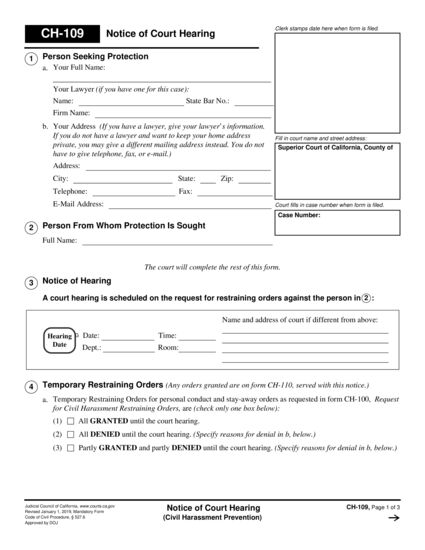 CH-109 Notice of Court Hearing
Clerk stamps date here when form is filed.
1 Person Seeking Protection
a. Your Full Name:
Your Lawyer (if you have one for this case):
Name: State Bar No.:
Firm Name:
b. Your Address (If you have a lawyer, give your lawyer's information.
If you do not have a lawyer and want to keep your home address
private, you may give a different mailing address instead. You do not
have to give telephone, fax, or e-mail.)
Address:
City: State: Zip:
Telephone: Fax:
E-Mail Address:
Fill in court name and street address:
Superior Court of California, County of
Court fills in case number when form is filed.
Case Number:
2 Person From Whom Protection Is Sought
Full Name:
The court will complete the rest of this form.
3 Notice of Hearing
A court hearing is scheduled on the request for restraining orders against the person in 2:
Hearing Date
Date: Time:
Dept.: Room:
Name and address of court if different from above:
4 Temporary Restraining Orders (Any orders granted are on form CH-110, served with this notice.)
a. Temporary Restraining Orders for personal conduct and stay-away orders as requested in form CH-100, Request
for Civil Harassment Restraining Orders, are (check only one box below):
(1) All GRANTED until the court hearing.
(2) All DENIED until the court hearing. (Specify reasons for denial in b, below.)
(3) Partly GRANTED and partly DENIED until the court hearing. (Specify reasons for denial in b, below.)
Judicial Council of California, www.courts.ca.gov
Revised January 1, 2019, Mandatory Form
Code of Civil Procedure, § 527.6
Approved by DOJ
Notice of Court Hearing
(Civil Harassment Prevention)
CH-109, Page 1 of 3